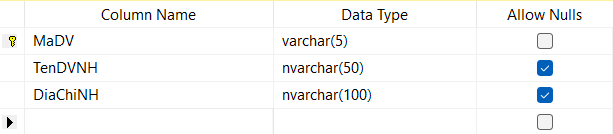 Column Name Data Type Allow Nulls
MaDV varchar(5)
TenDVNH nvarchar(50)
DiaChiNH nvarchar(100)